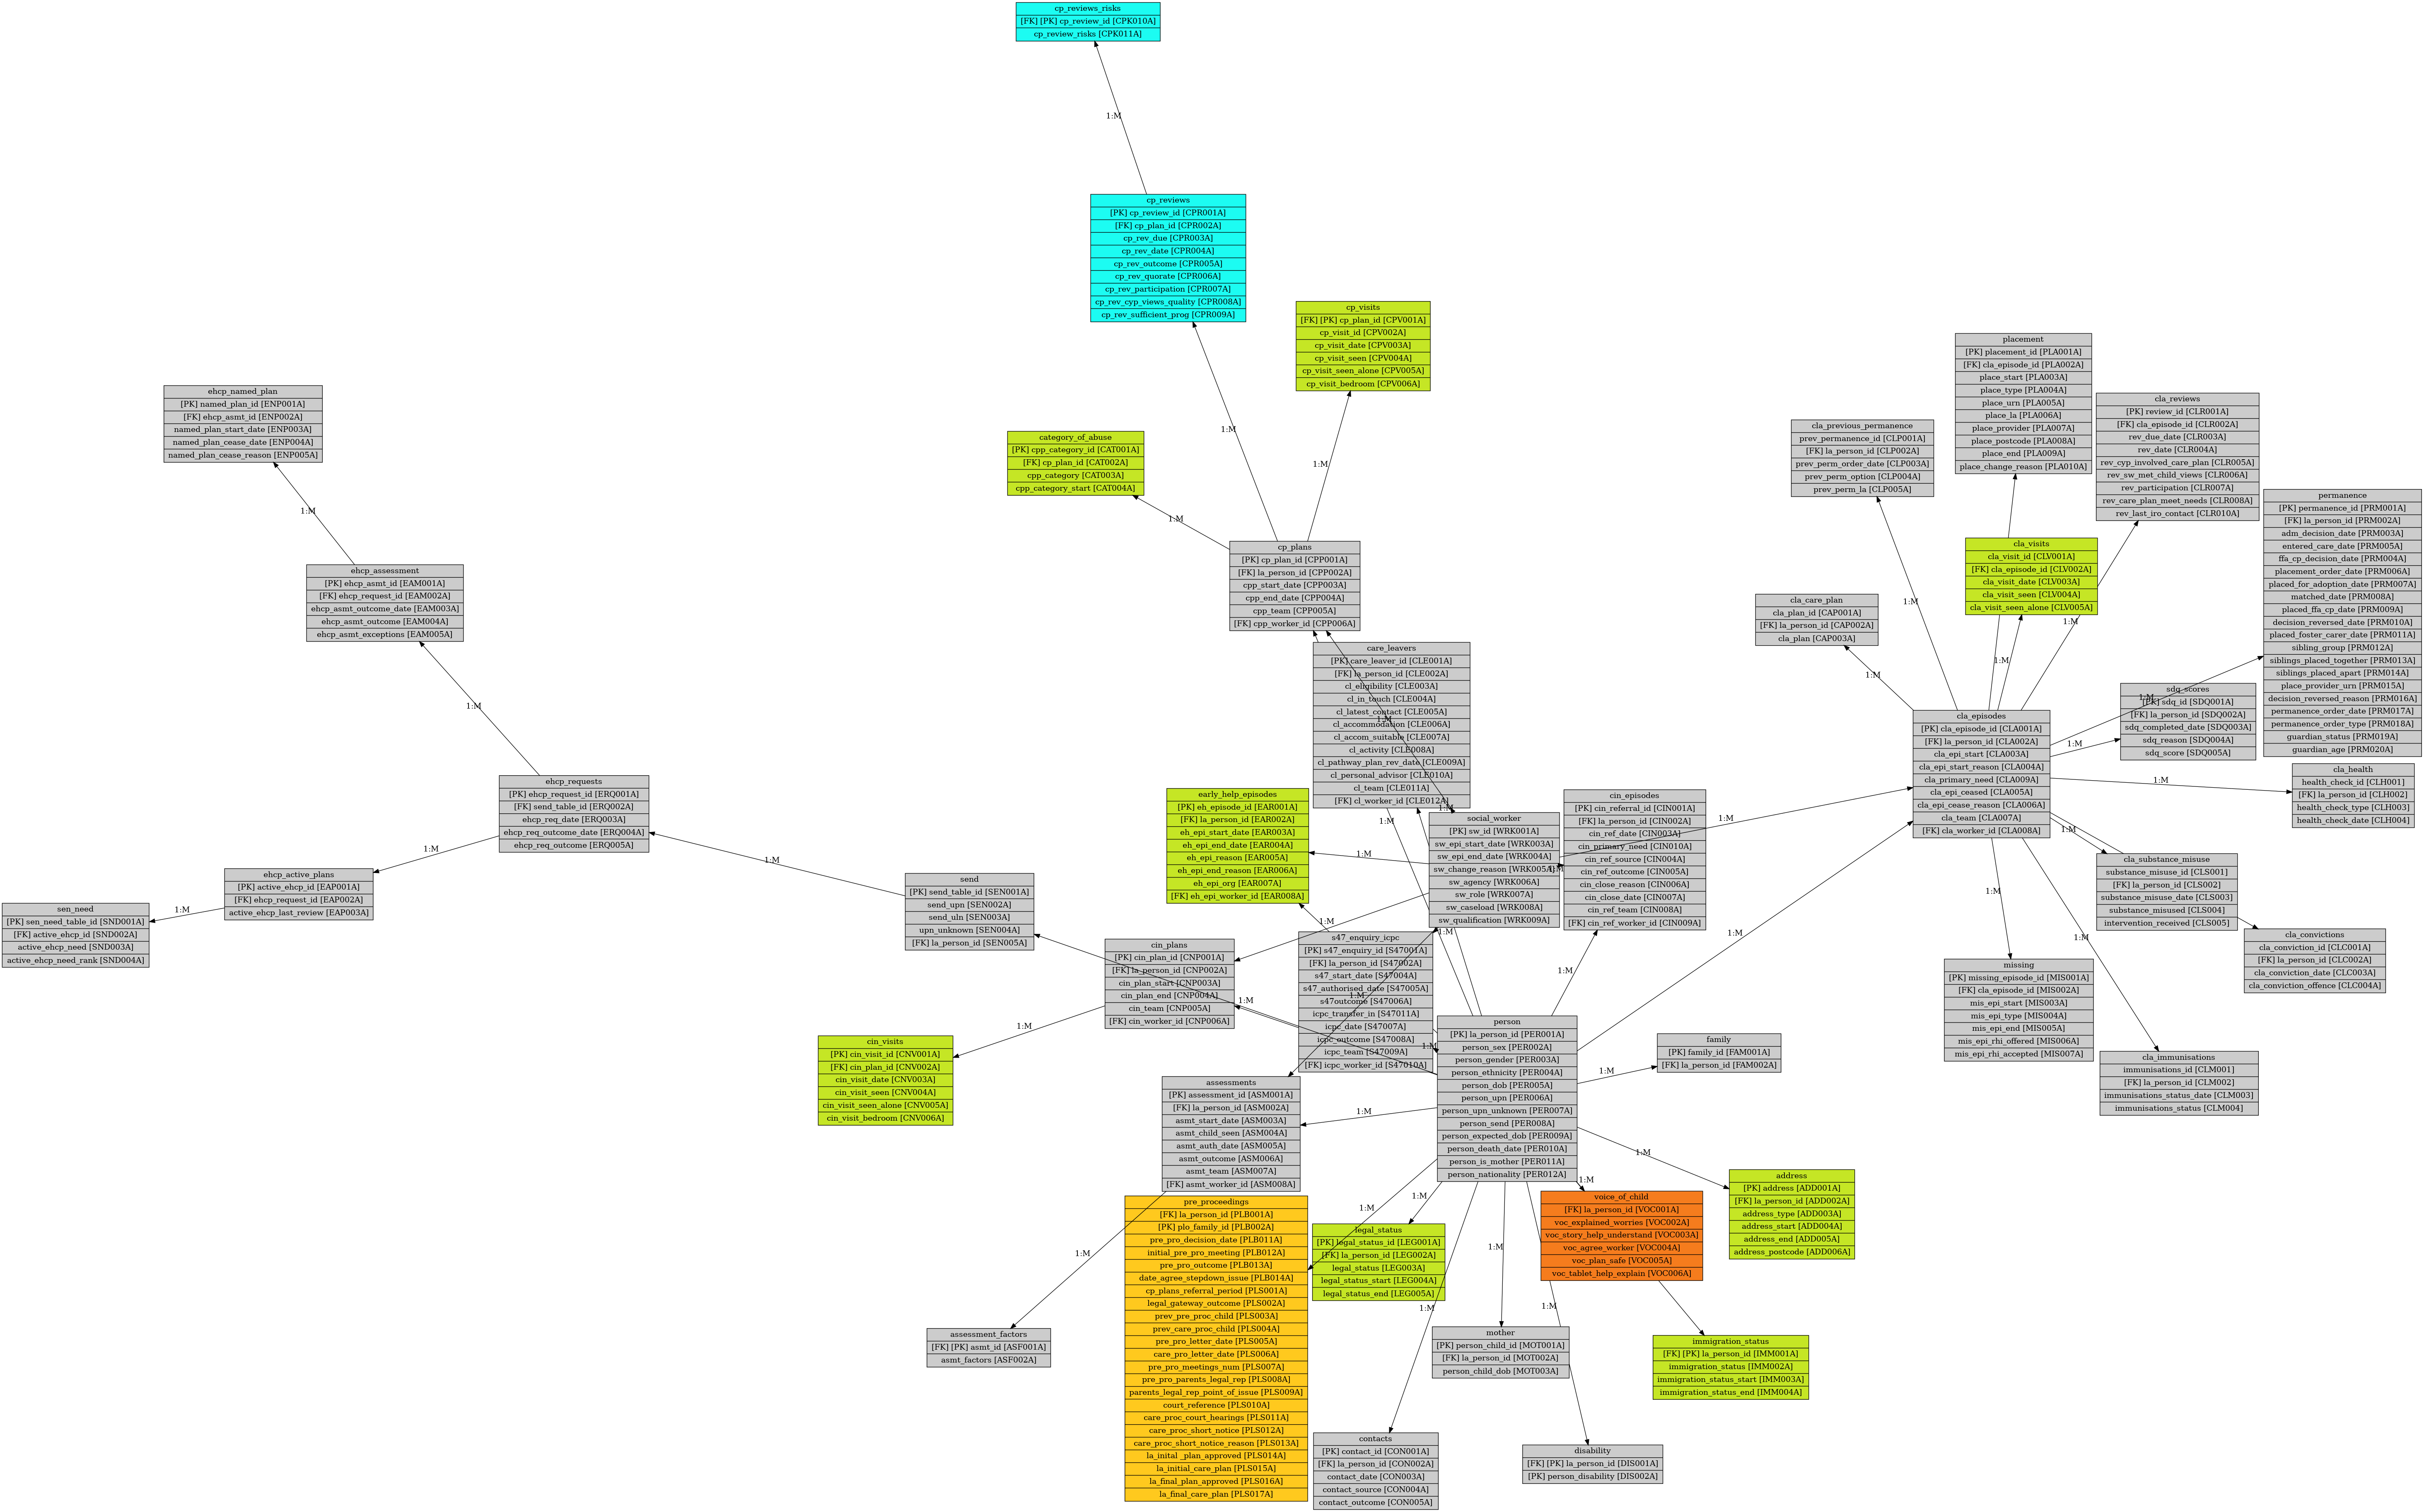 cp_reviews_risks
[FK] [PK] cp_review_id [CPK010A]
cp_review_risks [CPK011A]
1:M
cp_reviews
[PK] cp_review_id [CPR001A]
[FK] cp_plan_id [CPR002A]
cp_rev_due [CPR003A]
cp_rev_date [CPR004A]
cp_rev_outcome [CPR005A]
cp_rev_quorate [CPR006A]
cp_rev_participation [CPR007A]
cp_rev_cyp_views_quality [CPR008A]
cp_rev_sufficient_prog [CPR009A]
1:M
cp_visits
[FK] [PK] cp_plan_id [CPV001A]
cp_visit_id [CPV002A]
cp_visit_date [CPV003A]
cp_visit_seen [CPV004A]
cp_visit_seen_alone [CPV005A]
cp_visit_bedroom [CPV006A]
1:M
category_of_abuse
[PK] cpp_category_id [CAT001A]
[FK] cp_plan_id [CAT002A]
cpp_category [CAT003A]
cpp_category_start [CAT004A]
1:M
cp_plans
[PK] cp_plan_id [CPP001A]
[FK] la_person_id [CPP002A]
cpp_start_date [CPP003A]
cpp_end_date [CPP004A]
cpp_team [CPP005A]
[FK] cpp_worker_id [CPP006A]
ehcp_named_plan
[PK] named_plan_id [ENP001A]
[FK] ehcp_asmt_id [ENP002A]
named_plan_start_date [ENP003A]
named_plan_cease_date [ENP004A]
named_plan_cease_reason [ENP005A]
1:M
ehcp_assessment
[PK] ehcp_asmt_id [EAM001A]
[FK] ehcp_request_id [EAM002A]
ehcp_asmt_outcome_date [EAM003A]
ehcp_asmt_outcome [EAM004A]
ehcp_asmt_exceptions [EAM005A]
1:M
ehcp_requests
[PK] ehcp_request_id [ERQ001A]
[FK] send_table_id [ERQ002A]
ehcp_req_date [ERQ003A]
ehcp_req_outcome_date [ERQ004A]
ehcp_req_outcome [ERQ005A]
1:M
1:M
ehcp_active_plans
[PK] active_ehcp_id [EAP001A]
[FK] ehcp_request_id [EAP002A]
active_ehcp_last_review [EAP003A]
1:M
sen_need
[PK] sen_need_table_id [SND001A]
[FK] active_ehcp_id [SND002A]
active_ehcp_need [SND003A]
active_ehcp_need_rank [SND004A]
send
[PK] send_table_id [SEN001A]
send_upn [SEN002A]
send_uln [SEN003A]
upn_unknown [SEN004A]
[FK] la_person_id [SEN005A]
care_leavers
[PK] care_leaver_id [CLE001A]
[FK] la_person_id [CLE002A]
cl_eligibility [CLE003A]
cl_in_touch [CLE004A]
cl_latest_contact [CLE005A]
cl_accommodation [CLE006A]
cl_accom_suitable [CLE007A]
cl_activity [CLE008A]
cl_pathway_plan_rev_date [CLE009A]
cl_personal_advisor [CLE010A]
cl_team [CLE011A]
[FK] cl_worker_id [CLE012A]
1:M
1:M
1:M
early_help_episodes
[PK] eh_episode_id [EAR001A]
[FK] la_person_id [EAR002A]
eh_epi_start_date [EAR003A]
eh_epi_end_date [EAR004A]
eh_epi_reason [EAR005A]
eh_epi_end_reason [EAR006A]
eh_epi_org [EAR007A]
[FK] eh_epi_worker_id [EAR008A]
1:M
1:M
social_worker
[PK] sw_id [WRK001A]
sw_epi_start_date [WRK003A]
sw_epi_end_date [WRK004A]
sw_change_reason [WRK005A]
sw_agency [WRK006A]
sw_role [WRK007A]
sw_caseload [WRK008A]
sw_qualification [WRK009A]
1:M
1:M
cin_episodes
[PK] cin_referral_id [CIN001A]
[FK] la_person_id [CIN002A]
cin_ref_date [CIN003A]
cin_primary_need [CIN010A]
cin_ref_source [CIN004A]
cin_ref_outcome [CIN005A]
cin_close_reason [CIN006A]
cin_close_date [CIN007A]
cin_ref_team [CIN008A]
[FK] cin_ref_worker_id [CIN009A]
1:M
1:M
1:M
s47_enquiry_icpc
[PK] s47_enquiry_id [S47001A]
[FK] la_person_id [S47002A]
s47_start_date [S47004A]
s47_authorised_date [S47005A]
s47outcome [S47006A]
icpc_transfer_in [S47011A]
icpc_date [S47007A]
icpc_outcome [S47008A]
icpc_team [S47009A]
[FK] icpc_worker_id [S47010A]
1:M
1:M
cin_plans
[PK] cin_plan_id [CNP001A]
[FK] la_person_id [CNP002A]
cin_plan_start [CNP003A]
cin_plan_end [CNP004A]
cin_team [CNP005A]
[FK] cin_worker_id [CNP006A]
1:M
1:M
cin_visits
[PK] cin_visit_id [CNV001A]
[FK] cin_plan_id [CNV002A]
cin_visit_date [CNV003A]
cin_visit_seen [CNV004A]
cin_visit_seen_alone [CNV005A]
cin_visit_bedroom [CNV006A]
person
[PK] la_person_id [PER001A]
person_sex [PER002A]
person_gender [PER003A]
person_ethnicity [PER004A]
person_dob [PER005A]
person_upn [PER006A]
person_upn_unknown [PER007A]
person_send [PER008A]
person_expected_dob [PER009A]
person_death_date [PER010A]
person_is_mother [PER011A]
person_nationality [PER012A]
1:M
family
[PK] family_id [FAM001A]
[FK] la_person_id [FAM002A]
assessments
[PK] assessment_id [ASM001A]
[FK] la_person_id [ASM002A]
asmt_start_date [ASM003A]
asmt_child_seen [ASM004A]
asmt_auth_date [ASM005A]
asmt_outcome [ASM006A]
asmt_team [ASM007A]
[FK] asmt_worker_id [ASM008A]
1:M
1:M
assessment_factors
[FK] [PK] asmt_id [ASF001A]
asmt_factors [ASF002A]
pre_proceedings
[FK] la_person_id [PLB001A]
[PK] plo_family_id [PLB002A]
pre_pro_decision_date [PLB011A]
initial_pre_pro_meeting [PLB012A]
pre_pro_outcome [PLB013A]
date_agree_stepdown_issue [PLB014A]
cp_plans_referral_period [PLS001A]
legal_gateway_outcome [PLS002A]
prev_pre_proc_child [PLS003A]
prev_care_proc_child [PLS004A]
pre_pro_letter_date [PLS005A]
care_pro_letter_date [PLS006A]
pre_pro_meetings_num [PLS007A]
pre_pro_parents_legal_rep [PLS008A]
parents_legal_rep_point_of_issue [PLS009A]
court_reference [PLS010A]
care_proc_court_hearings [PLS011A]
care_proc_short_notice [PLS012A]
care_proc_short_notice_reason [PLS013A]
la_inital _plan_approved [PLS014A]
la_initial_care_plan [PLS015A]
la_final_plan_approved [PLS016A]
la_final_care_plan [PLS017A]
1:M
1:M
legal_status
[PK] legal_status_id [LEG001A]
[FK] la_person_id [LEG002A]
legal_status [LEG003A]
legal_status_start [LEG004A]
legal_status_end [LEG005A]
1:M
1:M
1:M
1:M
voice_of_child
[FK] la_person_id [VOC001A]
voc_explained_worries [VOC002A]
voc_story_help_understand [VOC003A]
voc_agree_worker [VOC004A]
voc_plan_safe [VOC005A]
voc_tablet_help_explain [VOC006A]
1:M
address
[PK] address [ADD001A]
[FK] la_person_id [ADD002A]
address_type [ADD003A]
address_start [ADD004A]
address_end [ADD005A]
address_postcode [ADD006A]
mother
[PK] person_child_id [MOT001A]
[FK] la_person_id [MOT002A]
person_child_dob [MOT003A]
immigration_status
[FK] [PK] la_person_id [IMM001A]
immigration_status [IMM002A]
immigration_status_start [IMM003A]
immigration_status_end [IMM004A]
contacts
[PK] contact_id [CON001A]
[FK] la_person_id [CON002A]
contact_date [CON003A]
contact_source [CON004A]
contact_outcome [CON005A]
disability
[FK] [PK] la_person_id [DIS001A]
[PK] person_disability [DIS002A]
placement
[PK] placement_id [PLA001A]
[FK] cla_episode_id [PLA002A]
place_start [PLA003A]
place_type [PLA004A]
place_urn [PLA005A]
place_la [PLA006A]
place_provider [PLA007A]
place_postcode [PLA008A]
place_end [PLA009A]
place_change_reason [PLA010A]
cla_reviews
[PK] review_id [CLR001A]
[FK] cla_episode_id [CLR002A]
rev_due_date [CLR003A]
rev_date [CLR004A]
rev_cyp_involved_care_plan [CLR005A]
rev_sw_met_child_views [CLR006A]
rev_participation [CLR007A]
rev_care_plan_meet_needs [CLR008A]
rev_last_iro_contact [CLR010A]
cla_previous_permanence
prev_permanence_id [CLP001A]
[FK] la_person_id [CLP002A]
prev_perm_order_date [CLP003A]
prev_perm_option [CLP004A]
prev_perm_la [CLP005A]
1:M
cla_visits
cla_visit_id [CLV001A]
[FK] cla_episode_id [CLV002A]
cla_visit_date [CLV003A]
cla_visit_seen [CLV004A]
cla_visit_seen_alone [CLV005A]
1:M
1:M
permanence
[PK] permanence_id [PRM001A]
[FK] la_person_id [PRM002A]
adm_decision_date [PRM003A]
entered_care_date [PRM005A]
ffa_cp_decision_date [PRM004A]
placement_order_date [PRM006A]
placed_for_adoption_date [PRM007A]
matched_date [PRM008A]
placed_ffa_cp_date [PRM009A]
decision_reversed_date [PRM010A]
placed_foster_carer_date [PRM011A]
sibling_group [PRM012A]
siblings_placed_together [PRM013A]
siblings_placed_apart [PRM014A]
place_provider_urn [PRM015A]
decision_reversed_reason [PRM016A]
permanence_order_date [PRM017A]
permanence_order_type [PRM018A]
guardian_status [PRM019A]
guardian_age [PRM020A]
cla_care_plan
cla_plan_id [CAP001A]
[FK] la_person_id [CAP002A]
cla_plan [CAP003A]
1:M
sdq_scores
[PK] sdq_id [SDQ001A]
[FK] la_person_id [SDQ002A]
sdq_completed_date [SDQ003A]
sdq_reason [SDQ004A]
sdq_score [SDQ005A]
1:M
1:M
1:M
cla_episodes
[PK] cla_episode_id [CLA001A]
[FK] la_person_id [CLA002A]
cla_epi_start [CLA003A]
cla_epi_start_reason [CLA004A]
cla_primary_need [CLA009A]
cla_epi_ceased [CLA005A]
cla_epi_cease_reason [CLA006A]
cla_team [CLA007A]
[FK] cla_worker_id [CLA008A]
cla_health
health_check_id [CLH001]
[FK] la_person_id [CLH002]
health_check_type [CLH003]
health_check_date [CLH004]
1:M
cla_substance_misuse
substance_misuse_id [CLS001]
[FK] la_person_id [CLS002]
substance_misuse_date [CLS003]
substance_misused [CLS004]
intervention_received [CLS005]
1:M
1:M
cla_convictions
cla_conviction_id [CLC001A]
[FK] la_person_id [CLC002A]
cla_conviction_date [CLC003A]
cla_conviction_offence [CLC004A]
missing
[PK] missing_episode_id [MIS001A]
[FK] cla_episode_id [MIS002A]
mis_epi_start [MIS003A]
mis_epi_type [MIS004A]
mis_epi_end [MIS005A]
mis_epi_rhi_offered [MIS006A]
mis_epi_rhi_accepted [MIS007A]
cla_immunisations
immunisations_id [CLM001]
[FK] la_person_id [CLM002]
immunisations_status_date [CLM003]
immunisations_status [CLM004]